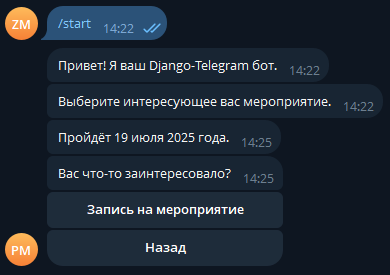 ZM
/start 14:22
Привет! Я ваш Django-Telegram бот. 14:22
Выберите интересующее вас мероприятие. 14:22
Пройдёт 19 июля 2025 года. 14:25
Вас что-то заинтересовало? 14:25
Запись на мероприятие
Назад
PM